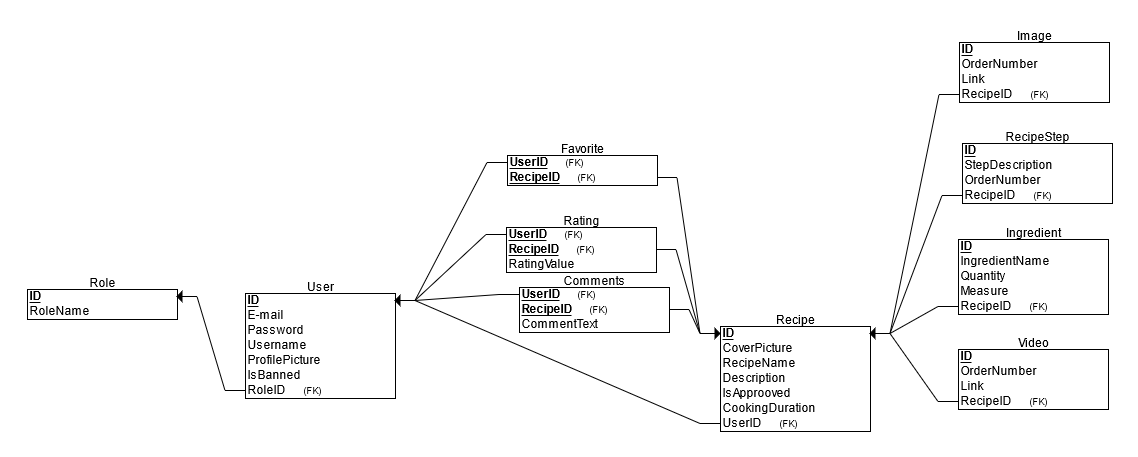 Role
ID
RoleName
User
ID
E-mail
Password
Username
ProfilePicture
IsBanned
RoleID (FK)
Favorite
UserID (FK)
RecipeID (FK)
Rating
UserID (FK)
RecipeID (FK)
RatingValue
Comments
UserID (FK)
RecipeID (FK)
CommentText
Recipe
ID
CoverPicture
RecipeName
Description
IsApprooved
CookingDuration
UserID (FK)
Image
ID
OrderNumber
Link
RecipeID (FK)
RecipeStep
ID
StepDescription
OrderNumber
RecipeID (FK)
Ingredient
ID
IngredientName
Quantity
Measure
RecipeID (FK)
Video
ID
OrderNumber
Link
RecipeID (FK)